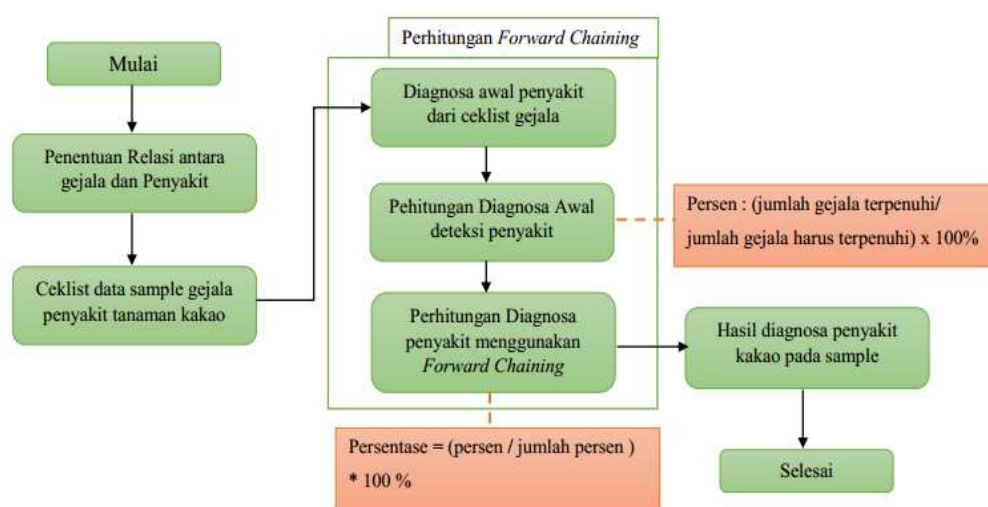 Mulai
Penentuan Relasi antara
gejala dan Penyakit
Ceklist data sample gejala
penyakit tanaman kakao
Perhitungan Forward Chaining
Diagnosa awal penyakit
dari ceklist gejala
Pehitungan Diagnosa Awal
deteksi penyakit
Persen : (jumlah gejala terpenuhi/
jumlah gejala harus terpenuhi) x 100%
Perhitungan Diagnosa
penyakit menggunakan
Forward Chaining
Persentase = (persen / jumlah persen )
* 100 %
Hasil diagnosa penyakit
kakao pada sample
Selesai